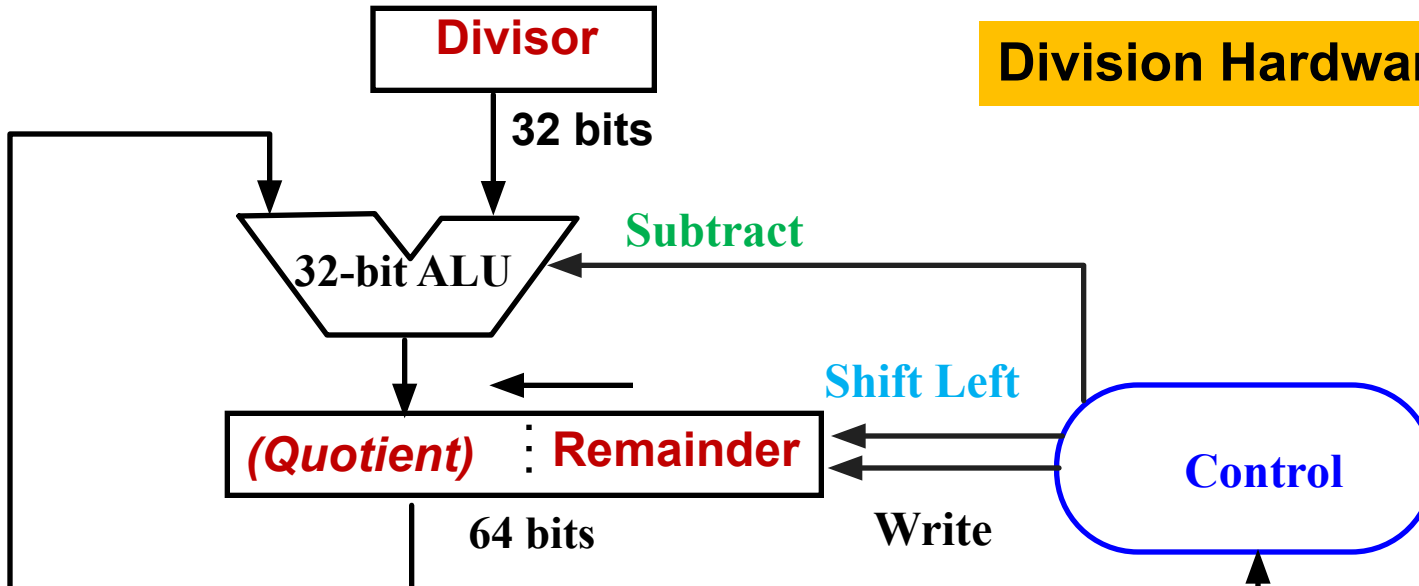 Divisor
Division Hardwar
32 bits
Subtract
32-bit ALU
Shift Left
(Quotient)
Remainder
Control
64 bits
Write